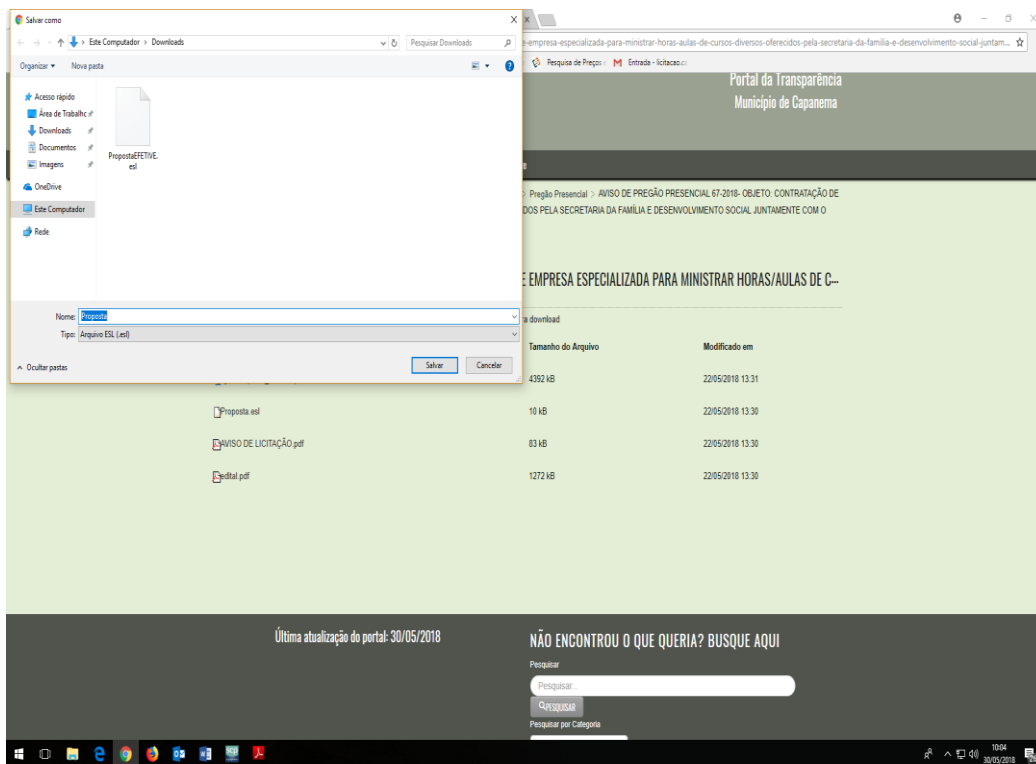 Salvar como
Este Computador > Downloads
Pesquisar Downloads
Organizar
Nova pasta
Acesso rápido
Área de Trabalhc
Downloads
Documentos
Imagens
OneDrive
Este Computador
Rede
PropostaEFETIVE.
esl
Nome: Proposta
Tipo: Arquivo ESL (.esl)
Ocultar pastas
Salvar
Cancelar
-empresa-especializada-para-ministrar-horas-aulas-de-cursos-diversos-oferecidos-pela-secretaria-da-familia-e-desenvolvimento-social-juntam...
Pesquisa de Preços
Entrada - licitacao.c
Portal da Transparência
Município de Capanema
> Pregão Presencial > AVISO DE PREGÃO PRESENCIAL 67-2018- OBJETO: CONTRATAÇÃO DE
DOS PELA SECRETARIA DA FAMÍLIA E DESENVOLVIMENTO SOCIAL JUNTAMENTE COM O
E EMPRESA ESPECIALIZADA PARA MINISTRAR HORAS/AULAS DE C...
ra download
Tamanho do Arquivo Modificado em
4392 kB 22/05/2018 13:31
Proposta.esl 10 kB 22/05/2018 13:30
AVISO DE LICITAÇÃO.pdf 83 kB 22/05/2018 13:30
edital.pdf 1272 kB 22/05/2018 13:30
Última atualização do portal: 30/05/2018
NÃO ENCONTROU O QUE QUERIA? BUSQUE AQUI
Pesquisar
Pesquisar...
PESQUISAR
Pesquisar por Categoria
10:04
30/05/2018